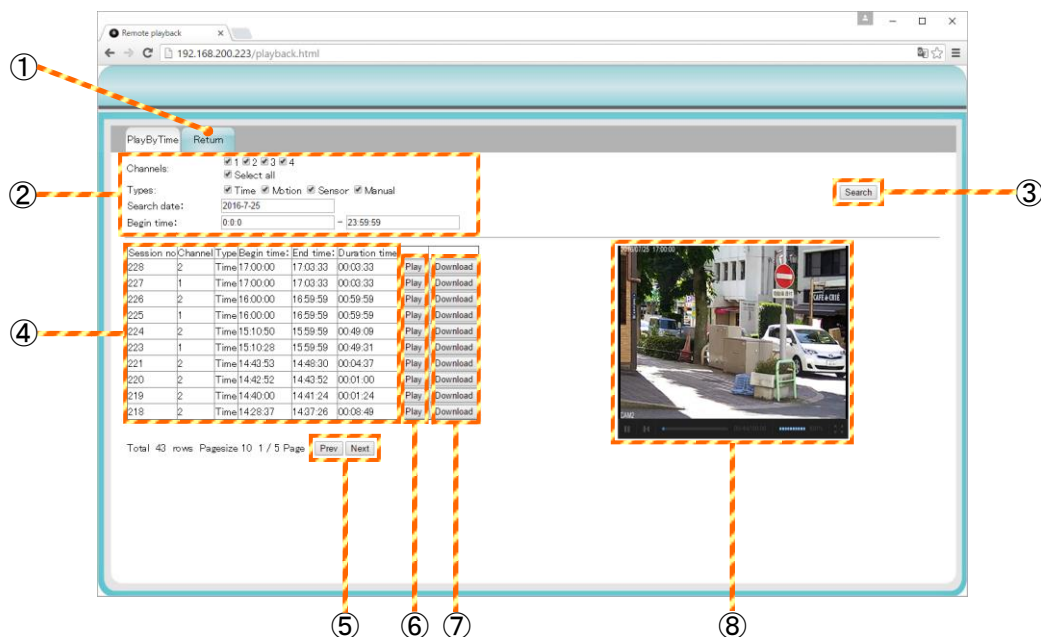 Remote playback
192.168.200.223/playback.html
①
PlayByTime Return
②
Channels: 1 2 3 4
Select all
Types: Time Motion Sensor Manual
Search date: 2016-7-25
Begin time: 0:0:0 - 23:59:59
Search
③
Session no Channel Type Begin time: End time: Duration time
228 2 Time 17:00:00 17:03:33 00:03:33 Play Download
227 1 Time 17:00:00 17:03:33 00:03:33 Play Download
226 2 Time 16:00:00 16:59:59 00:59:59 Play Download
225 1 Time 16:00:00 16:59:59 00:59:59 Play Download
224 2 Time 15:10:50 15:59:59 00:49:09 Play Download
223 1 Time 15:10:28 15:59:59 00:49:31 Play Download
221 2 Time 14:43:53 14:48:30 00:04:37 Play Download
220 2 Time 14:42:52 14:43:52 00:01:00 Play Download
219 2 Time 14:40:00 14:41:24 00:01:24 Play Download
218 2 Time 14:28:37 14:37:26 00:08:49 Play Download
④
2016/07/25 17:00:00
CAFE de CRIÉ
CAM2
Total 43 rows Pagesize 10 1 / 5 Page Prev Next
⑤ ⑥ ⑦ ⑧